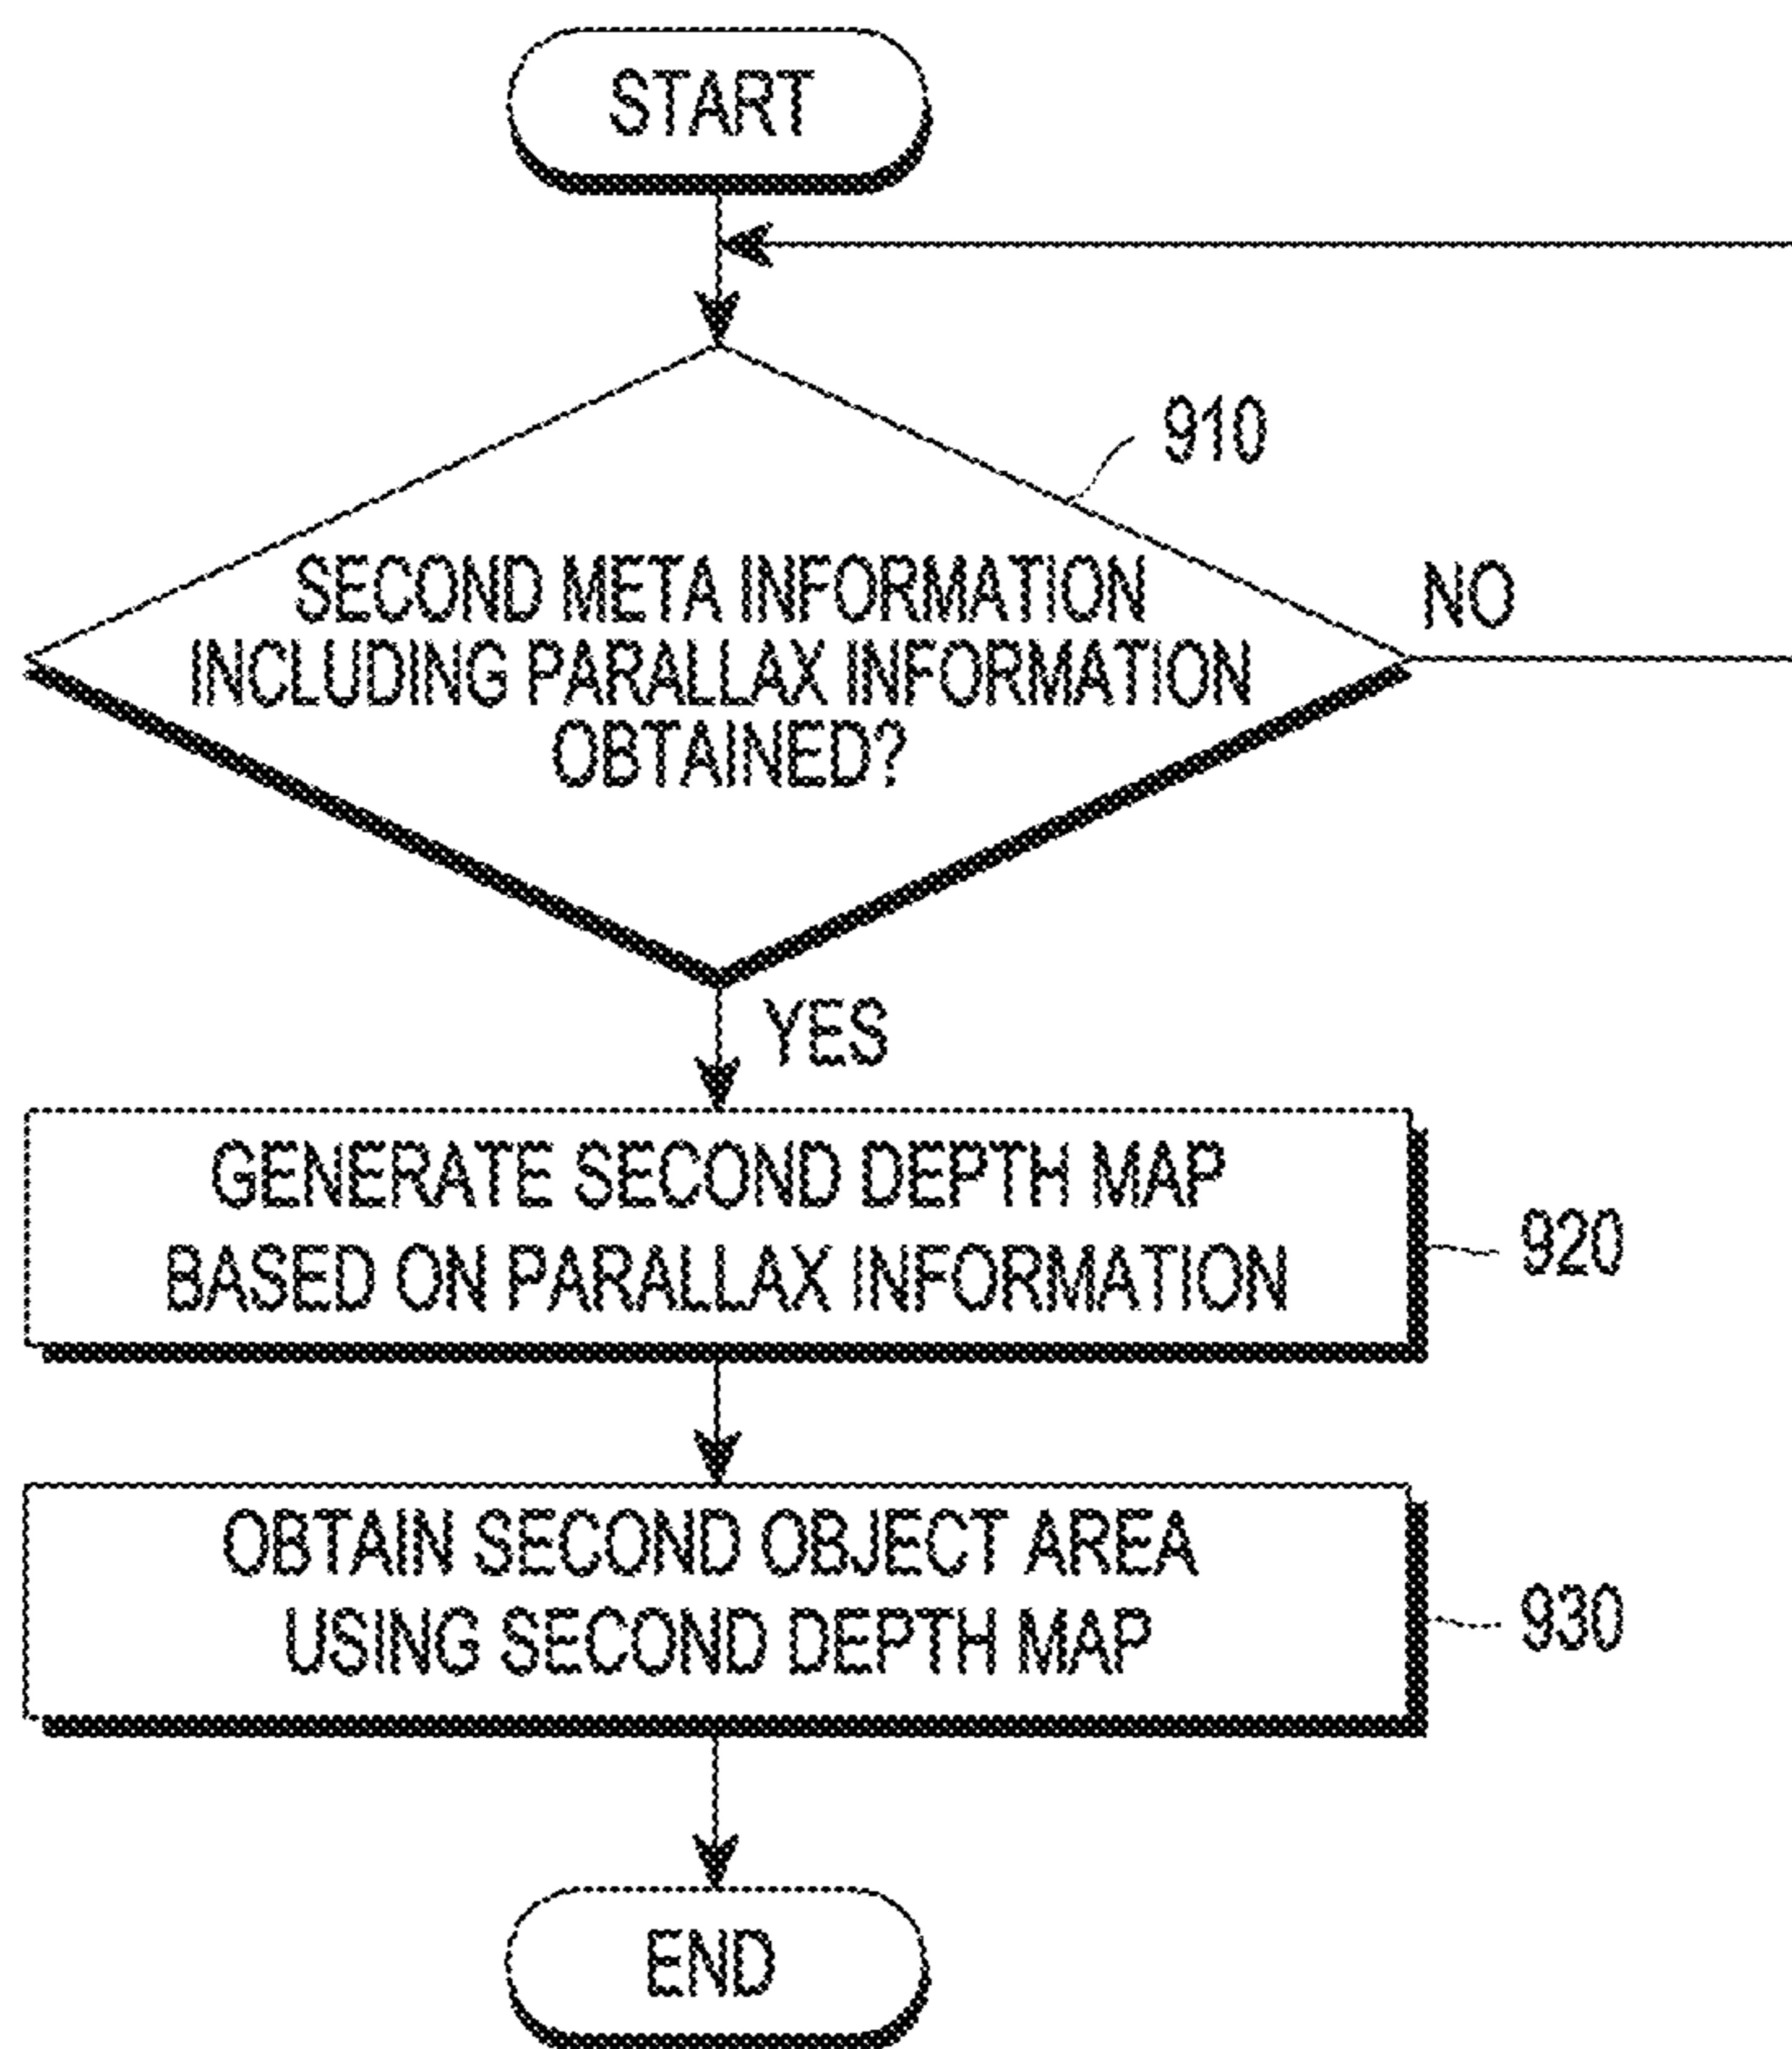 START
910
SECOND META INFORMATION
INCLUDING PARALLAX INFORMATION
OBTAINED?
NO
YES
GENERATE SECOND DEPTH MAP
BASED ON PARALLAX INFORMATION
920
OBTAIN SECOND OBJECT AREA
USING SECOND DEPTH MAP
930
END